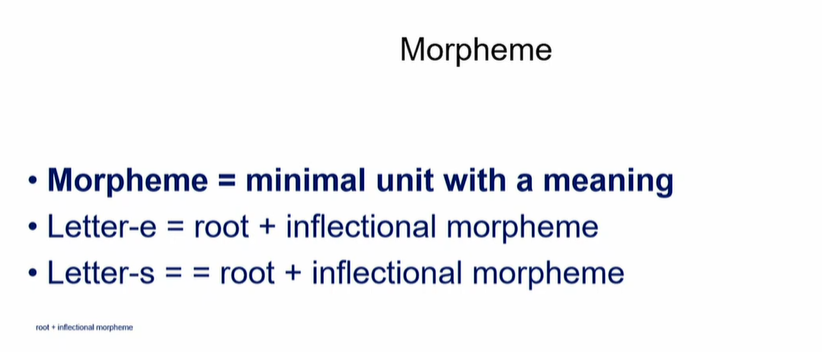 Morpheme
• Morpheme = minimal unit with a meaning
• Letter-e = root + inflectional morpheme
• Letter-s = = root + inflectional morpheme
root + inflectional morpheme